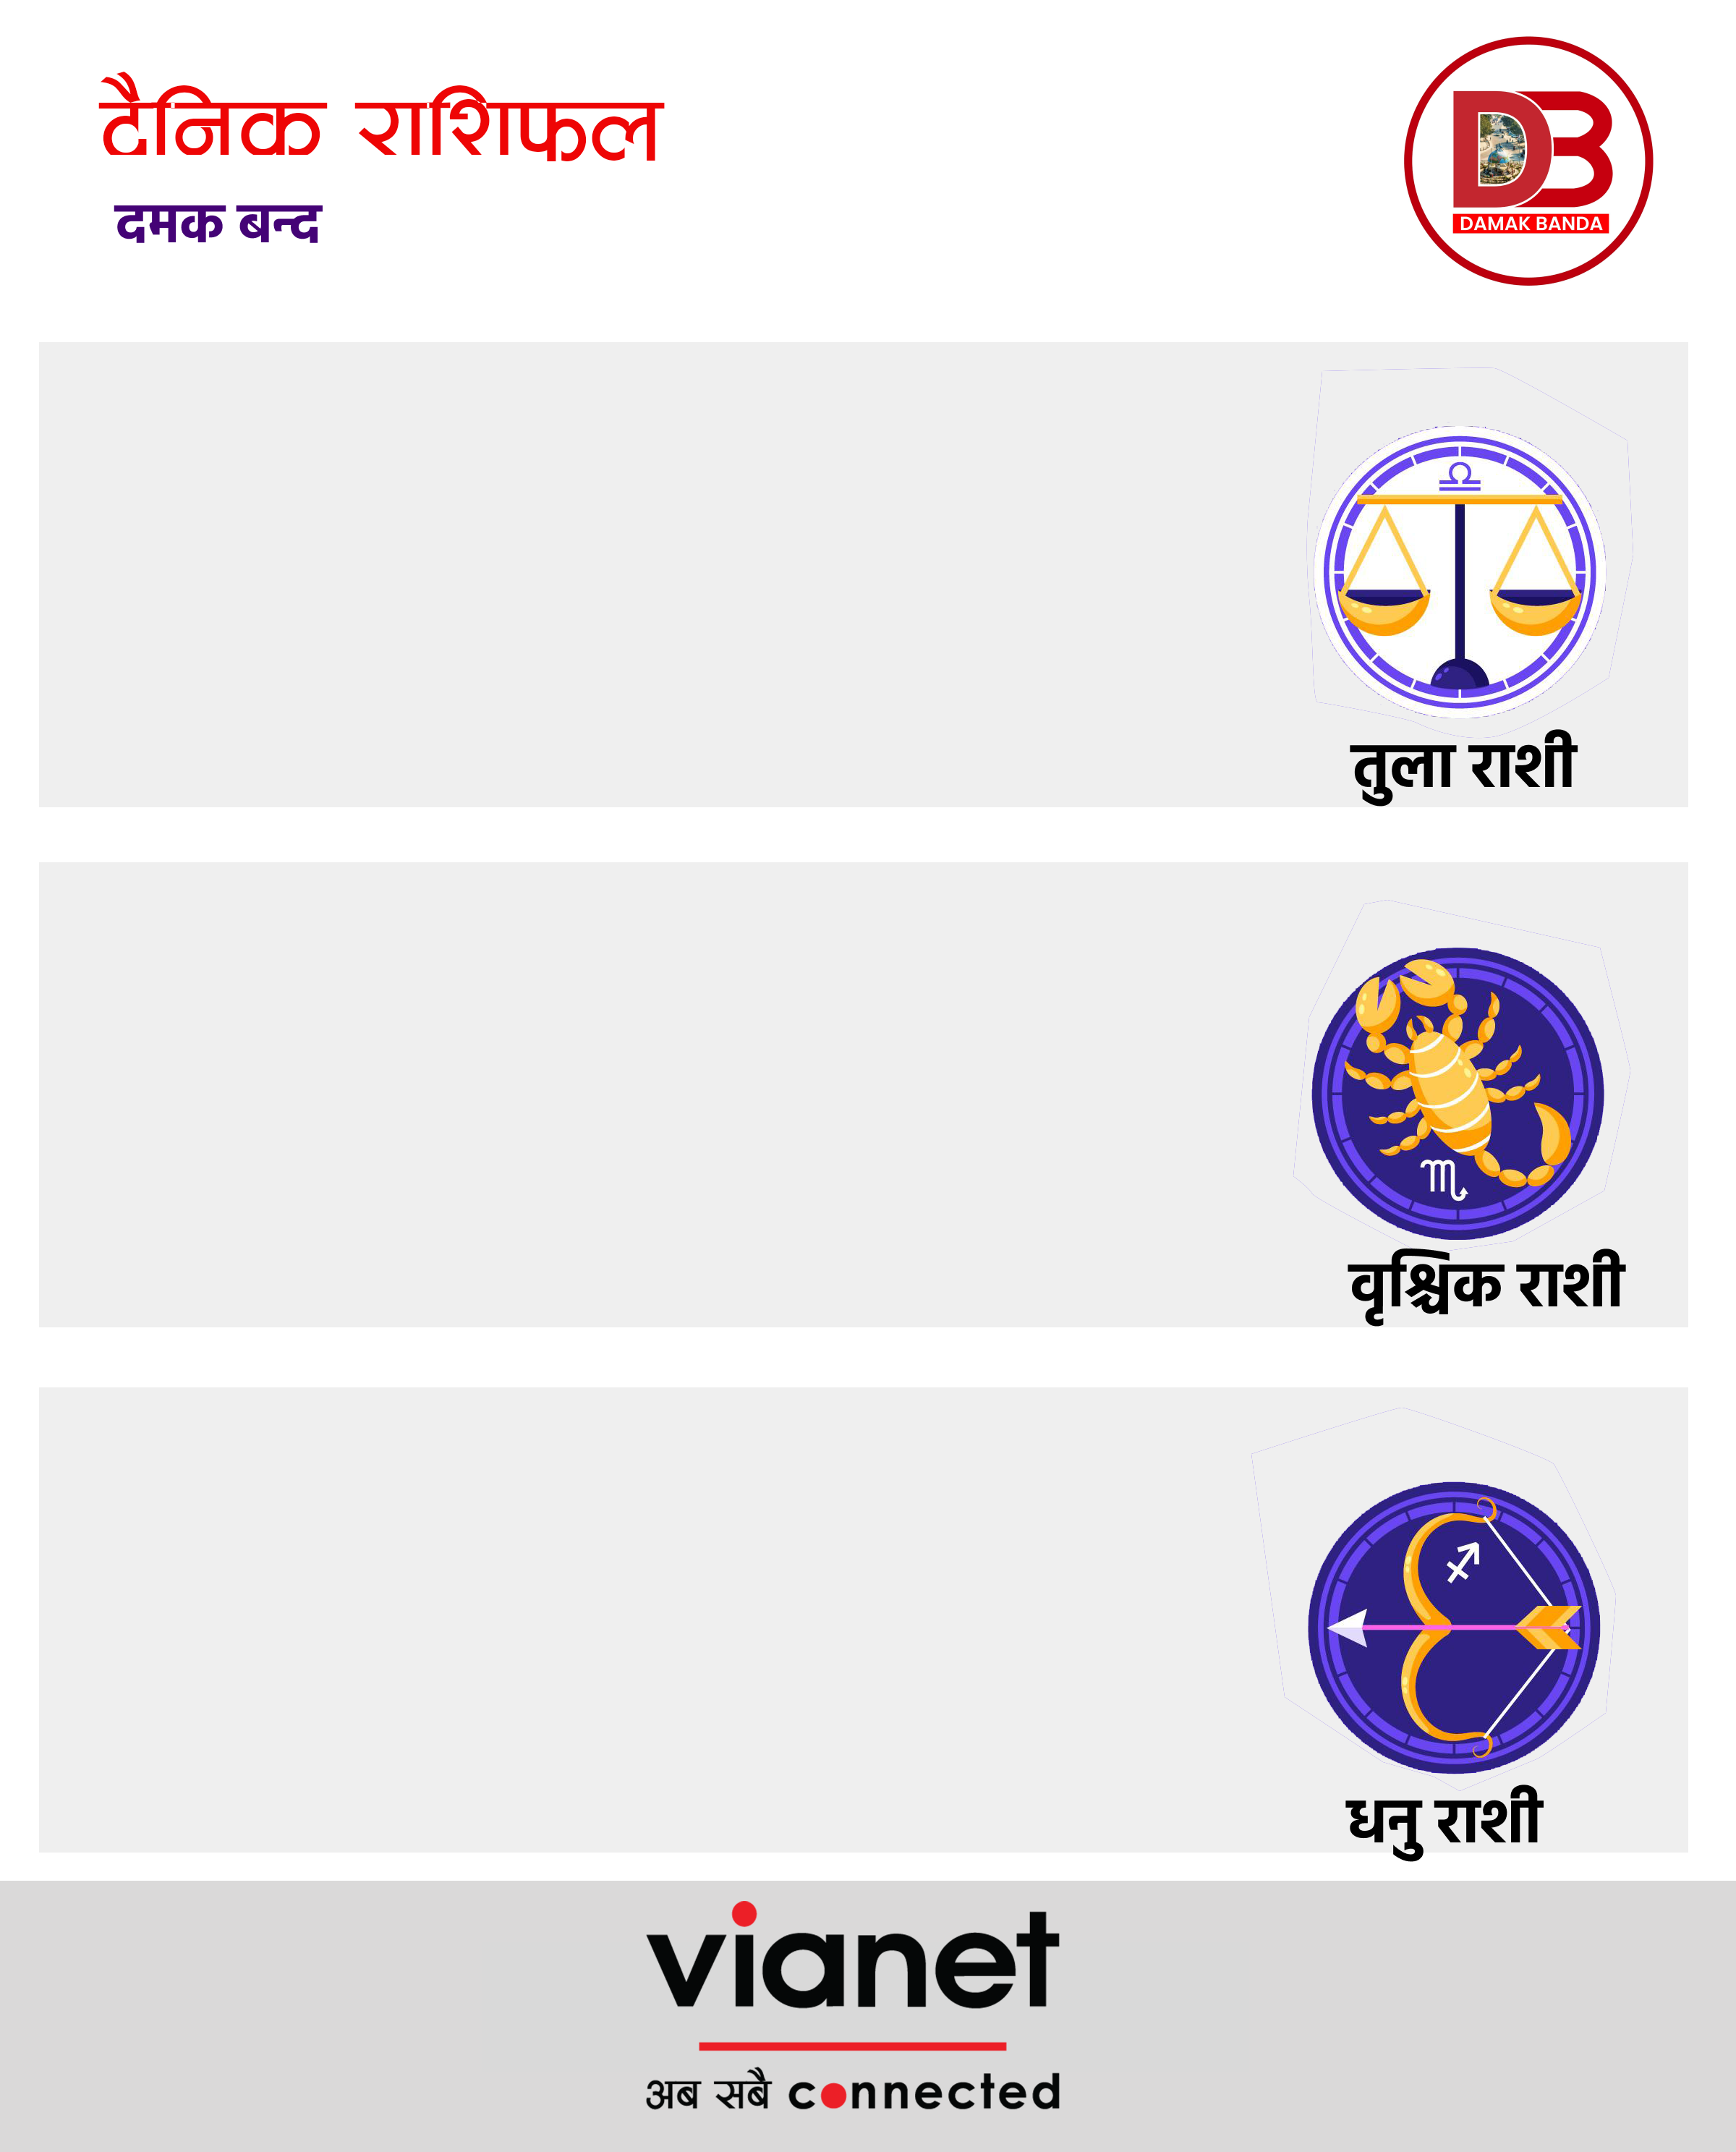 दैनिक राशिफल
दमक बन्द
DB
DAMAK BANDA
तुला राशी
वृश्चिक राशी
धनु राशी
vianet
अब सबै connected